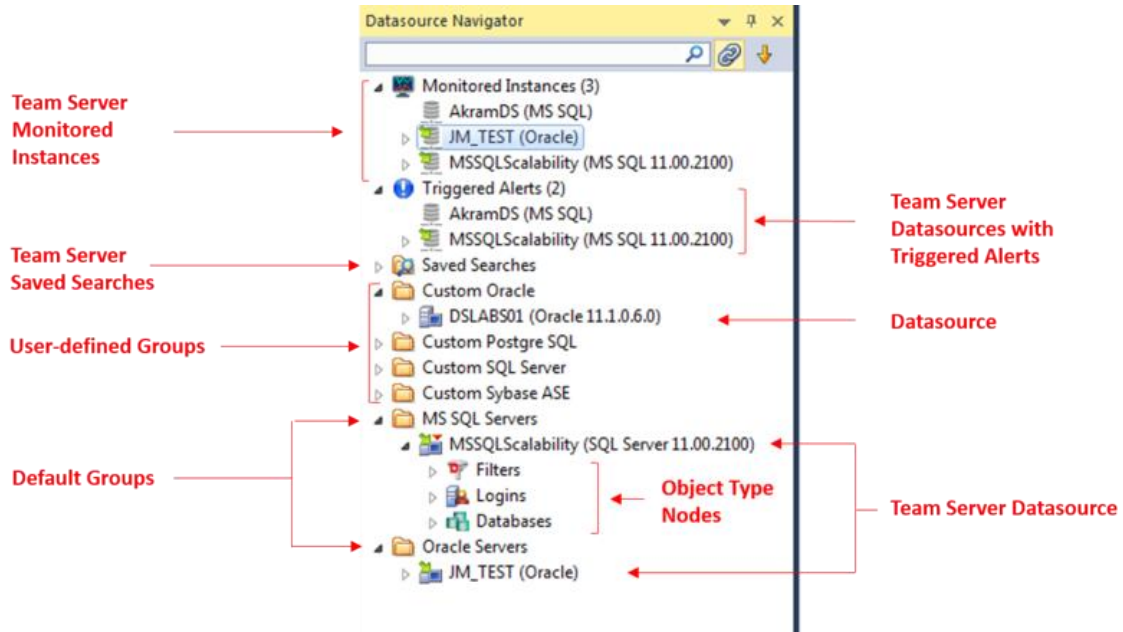 Datasource Navigator
Monitored Instances (3)
AkramDS (MS SQL)
JM_TEST (Oracle)
MSSQLScalability (MS SQL 11.00.2100)
Triggered Alerts (2)
AkramDS (MS SQL)
MSSQLScalability (MS SQL 11.00.2100)
Saved Searches
Custom Oracle
DSLABS01 (Oracle 11.1.0.6.0)
Custom Postgre SQL
Custom SQL Server
Custom Sybase ASE
MS SQL Servers
MSSQLScalability (SQL Server 11.00.2100)
Filters
Logins
Databases
Oracle Servers
JM_TEST (Oracle)
Team Server
Monitored
Instances
Team Server
Saved Searches
User-defined Groups
Default Groups
Team Server
Datasources with
Triggered Alerts
Datasource
Object Type
Nodes
Team Server Datasource